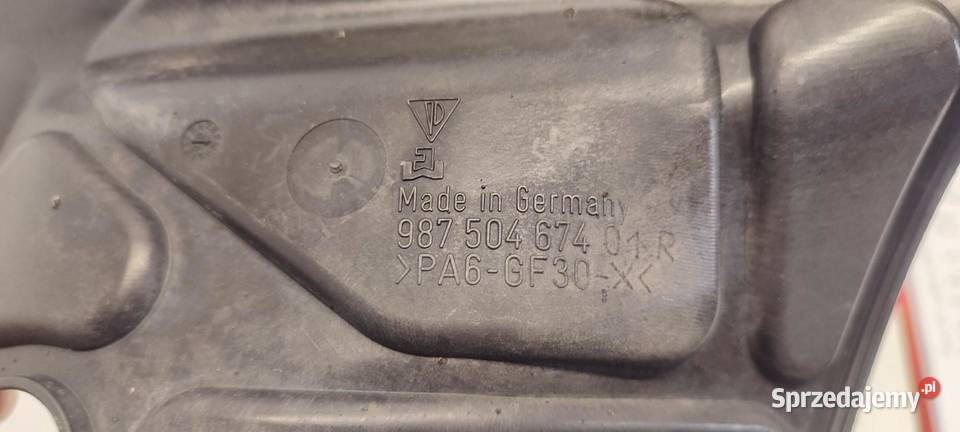 Made in Germany
987 504 674 01.R
>PA6-GF30-X<
Sprzedajemy.pl